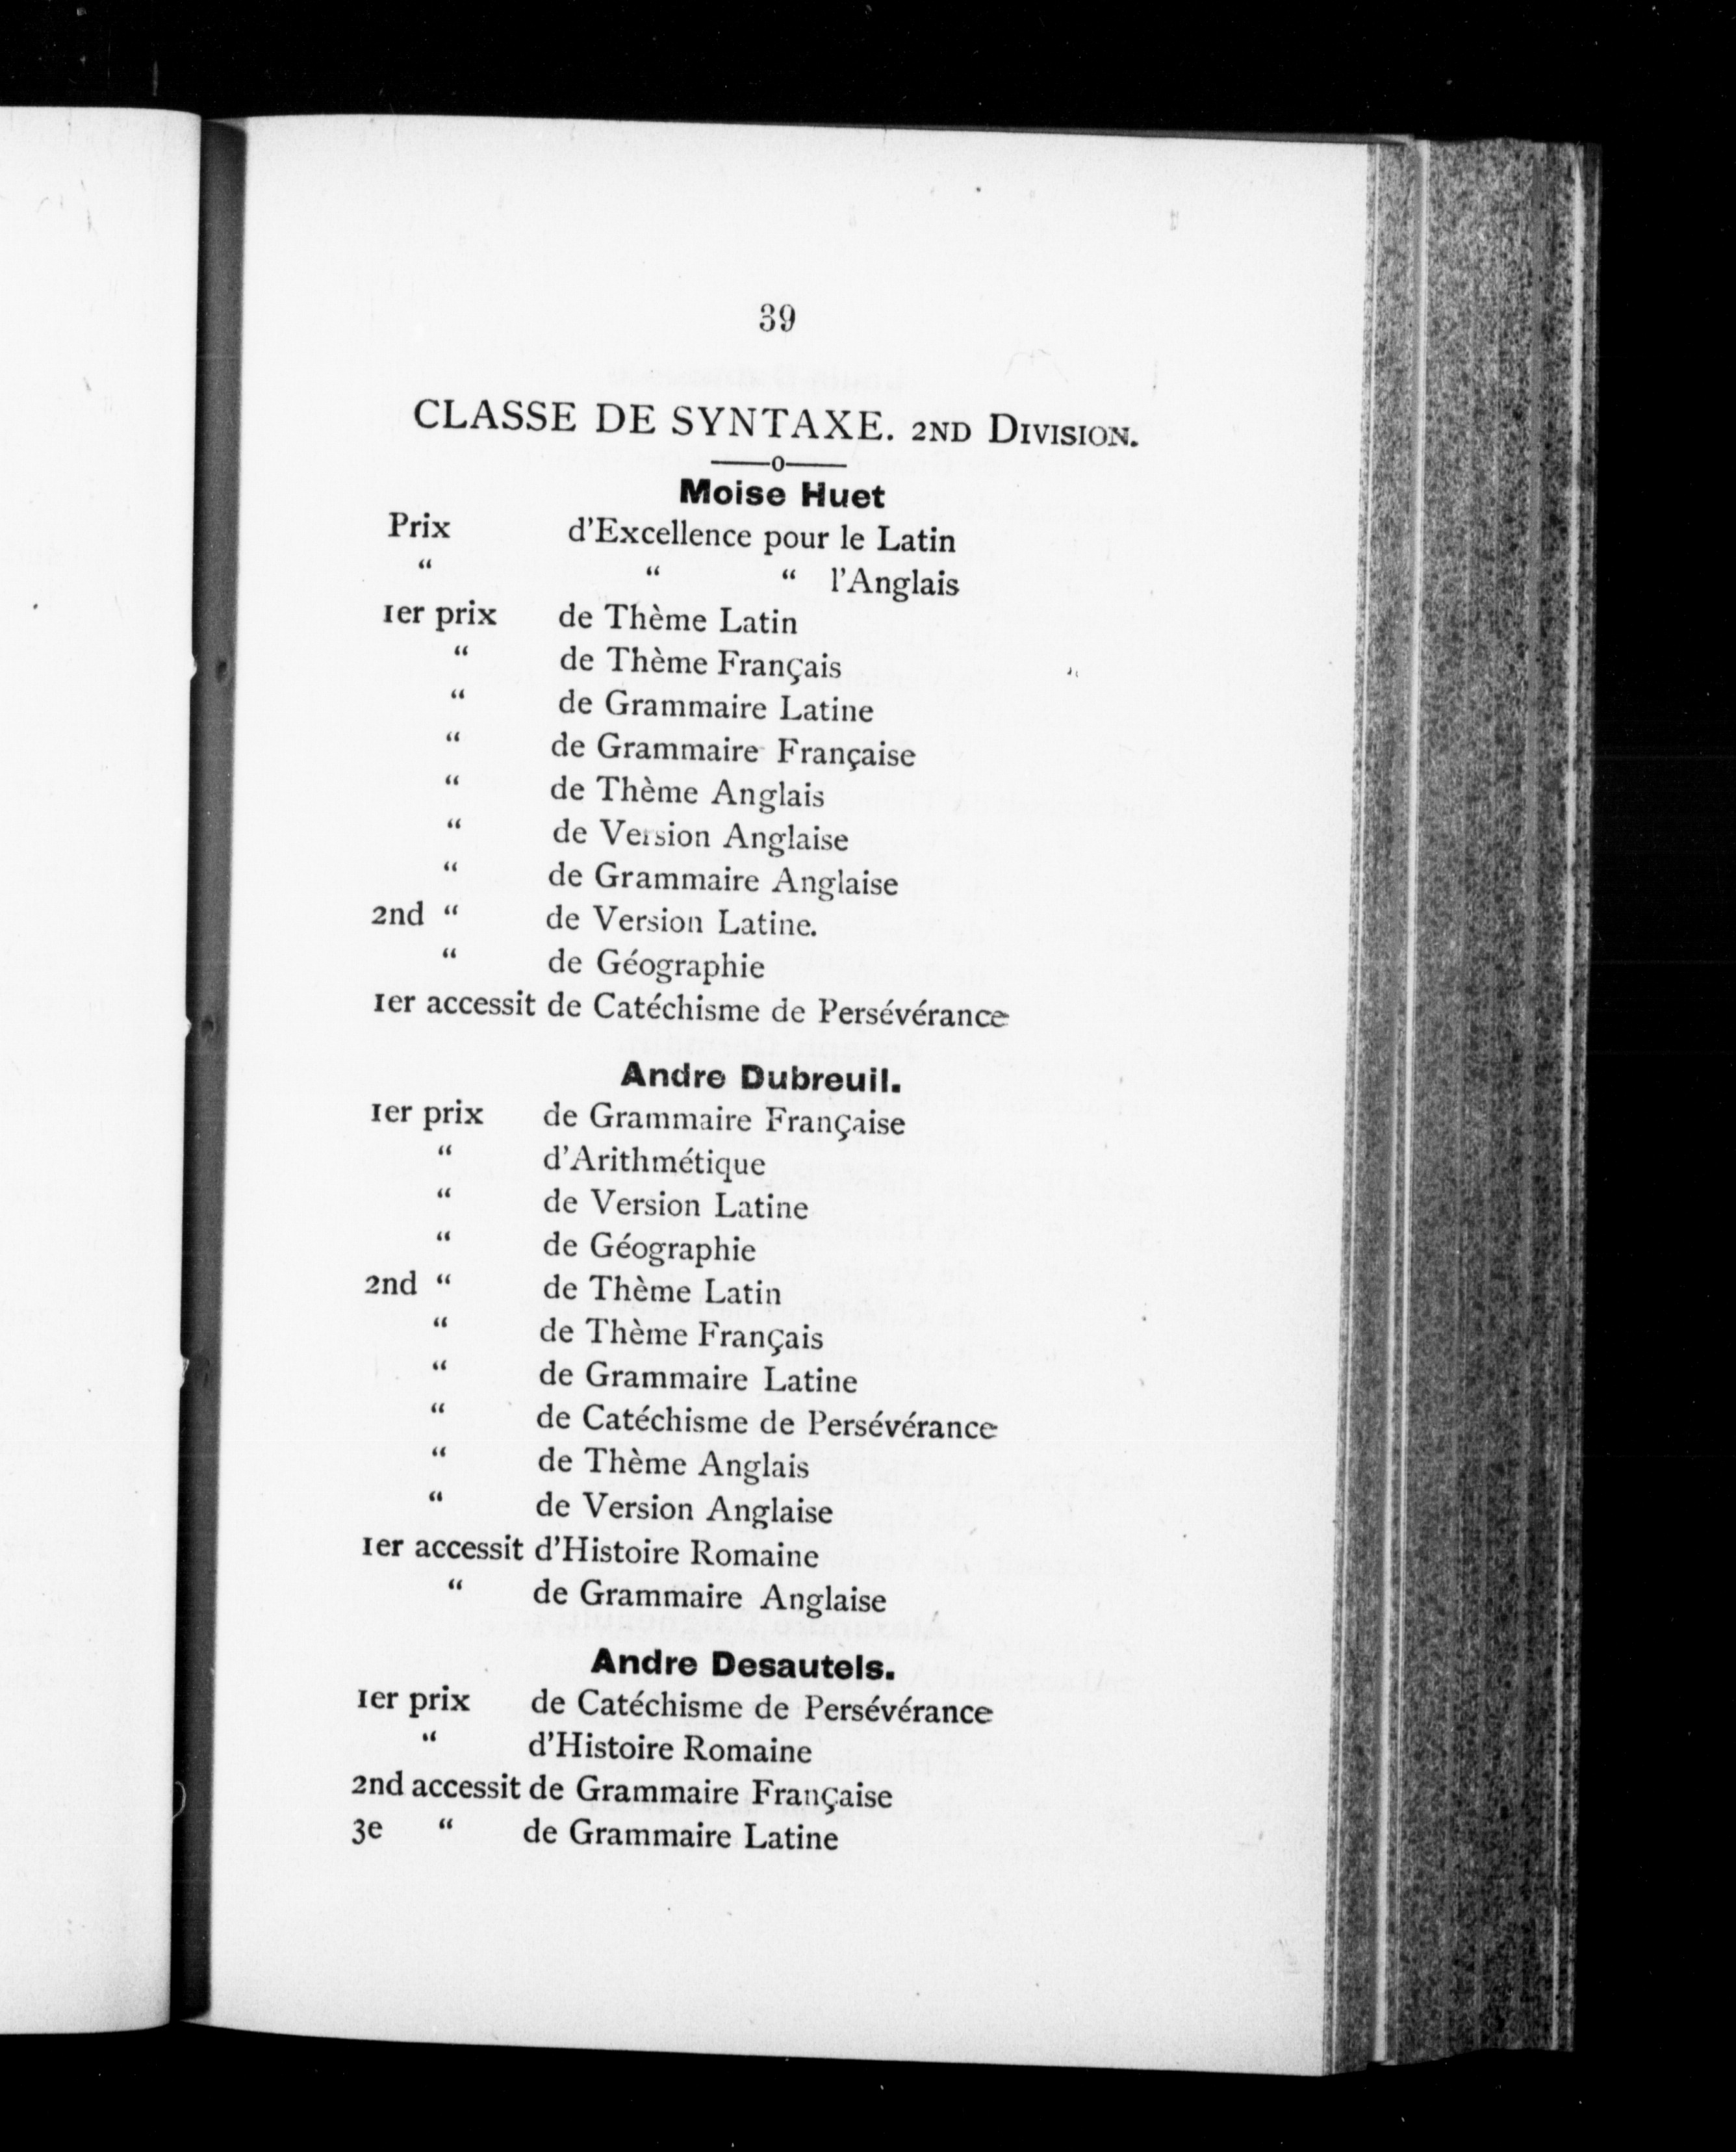 39
CLASSE DE SYNTAXE. 2ND DIVISION.
——o——
Moise Huet
Prix d'Excellence pour le Latin
“ “ “ l'Anglais
1er prix de Thème Latin
“ de Thème Français
“ de Grammaire Latine
“ de Grammaire Française
“ de Thème Anglais
“ de Version Anglaise
“ de Grammaire Anglaise
2nd “ de Version Latine.
“ de Géographie
1er accessit de Catéchisme de Persévérance
Andre Dubreuil.
1er prix de Grammaire Française
“ d'Arithmétique
“ de Version Latine
“ de Géographie
2nd “ de Thème Latin
“ de Thème Français
“ de Grammaire Latine
“ de Catéchisme de Persévérance
“ de Thème Anglais
“ de Version Anglaise
1er accessit d'Histoire Romaine
“ de Grammaire Anglaise
Andre Desautels.
1er prix de Catéchisme de Persévérance
“ d'Histoire Romaine
2nd accessit de Grammaire Française
3e “ de Grammaire Latine